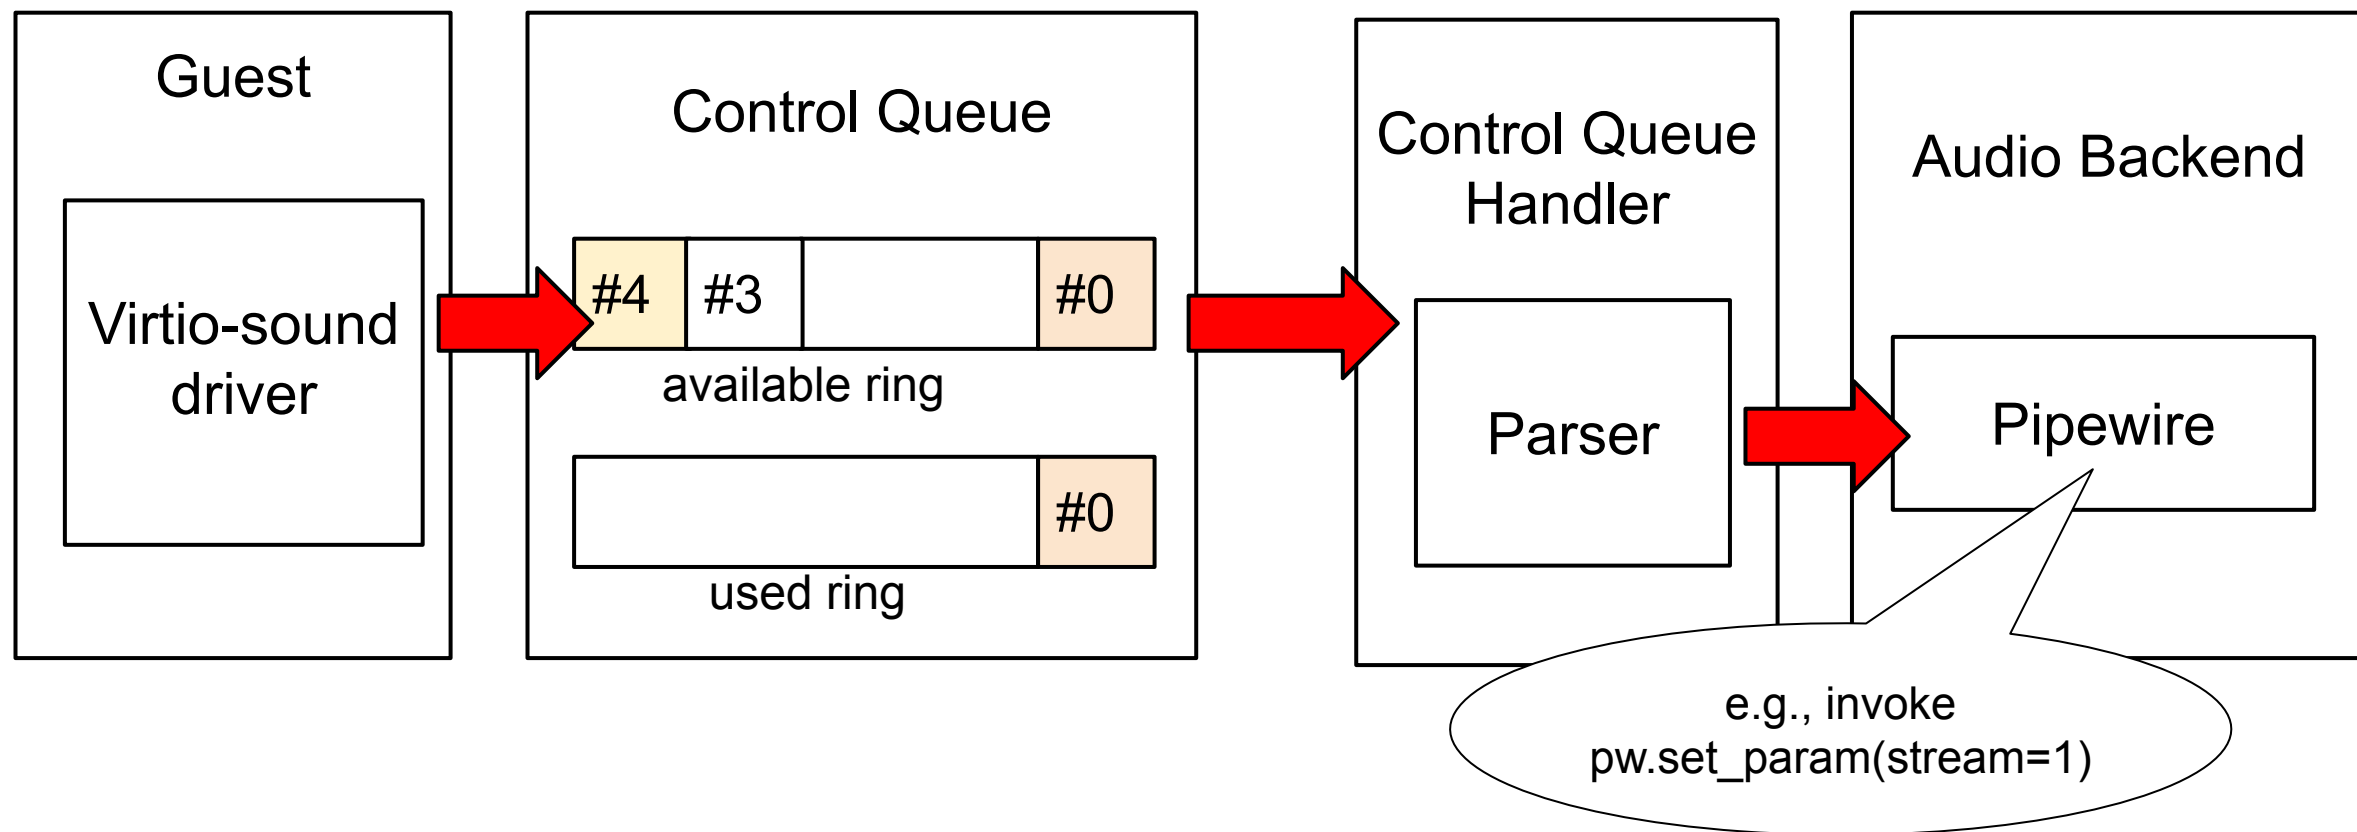 Guest
Virtio-sound
driver
Control Queue
#4 #3 #0
available ring
#0
used ring
Control Queue
Handler
Parser
Audio Backend
Pipewire
e.g., invoke
pw.set_param(stream=1)